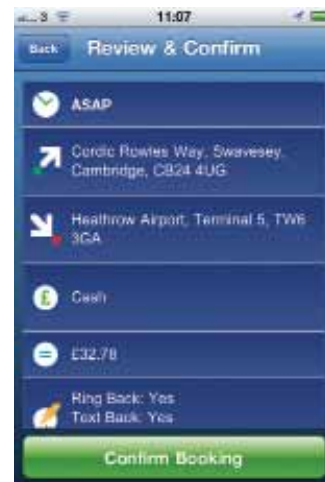 3 11:07
Back Review & Confirm
ASAP
Cordic Rowles Way, Swavesey,
Cambridge, CB24 4UG
Heathrow Airport, Terminal 5, TW6
3GA
£ Cash
= £32.78
Ring Back: Yes
Text Back: Yes
Confirm Booking